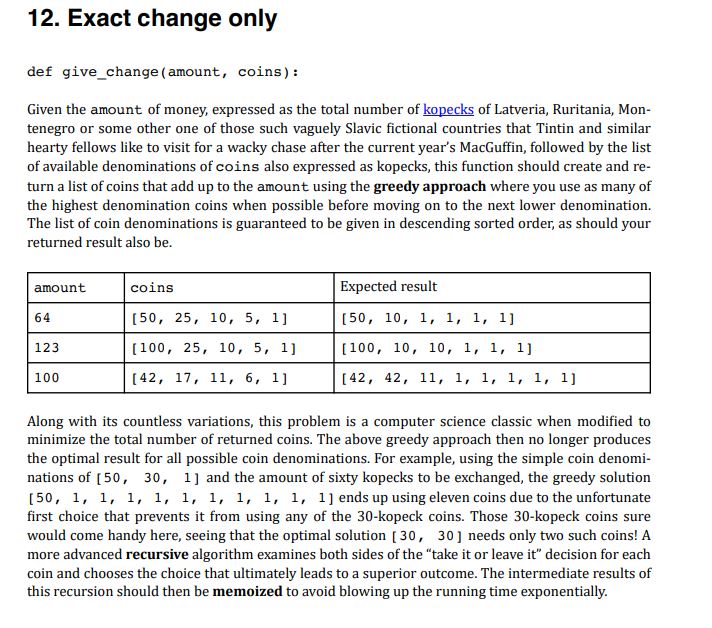 12. Exact change only
def give_change(amount, coins):
Given the amount of money, expressed as the total number of kopecks of Latveria, Ruritania, Mon-
tenegro or some other one of those such vaguely Slavic fictional countries that Tintin and similar
hearty fellows like to visit for a wacky chase after the current year's MacGuffin, followed by the list
of available denominations of coins also expressed as kopecks, this function should create and re-
turn a list of coins that add up to the amount using the greedy approach where you use as many of
the highest denomination coins when possible before moving on to the next lower denomination.
The list of coin denominations is guaranteed to be given in descending sorted order, as should your
returned result also be.
amount coins Expected result
64 [50, 25, 10, 5, 1] [50, 10, 1, 1, 1, 1]
123 [100, 25, 10, 5, 1] [100, 10, 10, 1, 1, 1]
100 [42, 17, 11, 6, 1] [42, 42, 11, 1, 1, 1, 1, 1]
Along with its countless variations, this problem is a computer science classic when modified to
minimize the total number of returned coins. The above greedy approach then no longer produces
the optimal result for all possible coin denominations. For example, using the simple coin denomi-
nations of [50, 30, 1] and the amount of sixty kopecks to be exchanged, the greedy solution
[50, 1, 1, 1, 1, 1, 1, 1, 1, 1, 1] ends up using eleven coins due to the unfortunate
first choice that prevents it from using any of the 30-kopeck coins. Those 30-kopeck coins sure
would come handy here, seeing that the optimal solution [30, 30] needs only two such coins! A
more advanced recursive algorithm examines both sides of the "take it or leave it" decision for each
coin and chooses the choice that ultimately leads to a superior outcome. The intermediate results of
this recursion should then be memoized to avoid blowing up the running time exponentially.